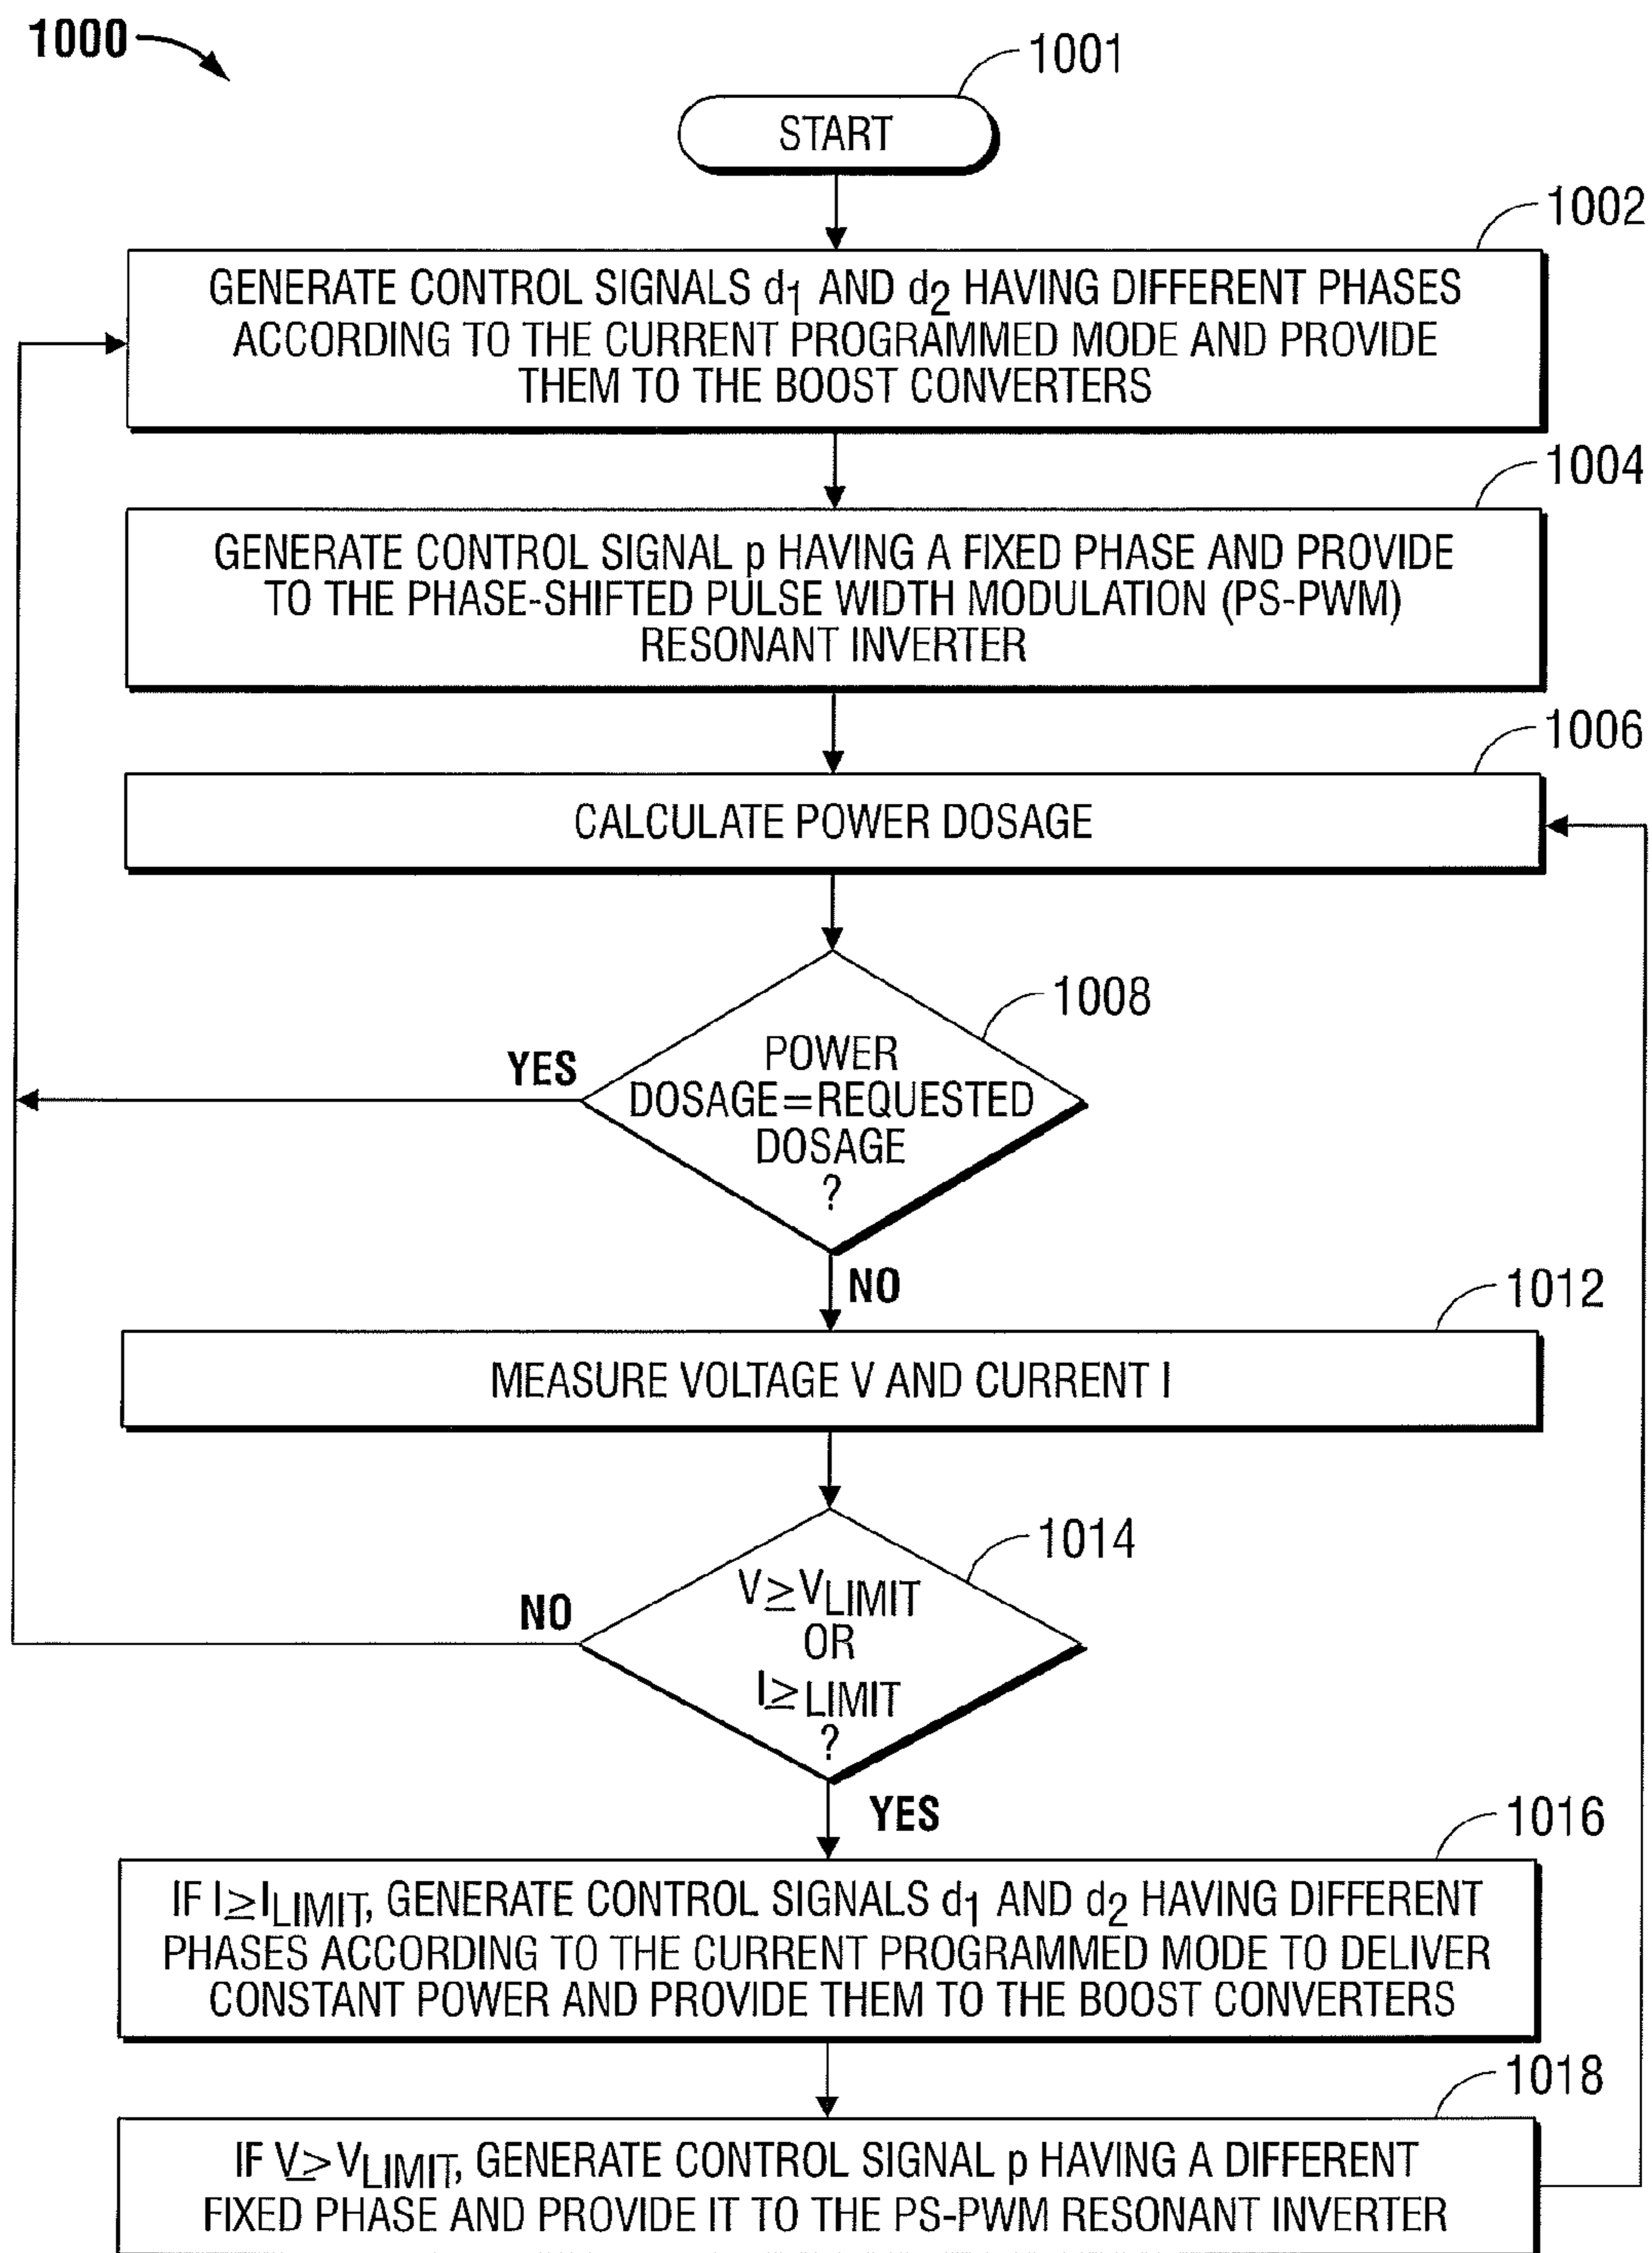 1000
1001
START
1002
GENERATE CONTROL SIGNALS d1 AND d2 HAVING DIFFERENT PHASES
ACCORDING TO THE CURRENT PROGRAMMED MODE AND PROVIDE
THEM TO THE BOOST CONVERTERS
1004
GENERATE CONTROL SIGNAL p HAVING A FIXED PHASE AND PROVIDE
TO THE PHASE-SHIFTED PULSE WIDTH MODULATION (PS-PWM)
RESONANT INVERTER
1006
CALCULATE POWER DOSAGE
1008
POWER
DOSAGE=REQUESTED
DOSAGE
?
YES
NO
1012
MEASURE VOLTAGE V AND CURRENT I
1014
V≥VLIMIT
OR
I≥LIMIT
?
NO
YES
1016
IF I≥ILIMIT, GENERATE CONTROL SIGNALS d1 AND d2 HAVING DIFFERENT
PHASES ACCORDING TO THE CURRENT PROGRAMMED MODE TO DELIVER
CONSTANT POWER AND PROVIDE THEM TO THE BOOST CONVERTERS
1018
IF V≥VLIMIT, GENERATE CONTROL SIGNAL p HAVING A DIFFERENT
FIXED PHASE AND PROVIDE IT TO THE PS-PWM RESONANT INVERTER